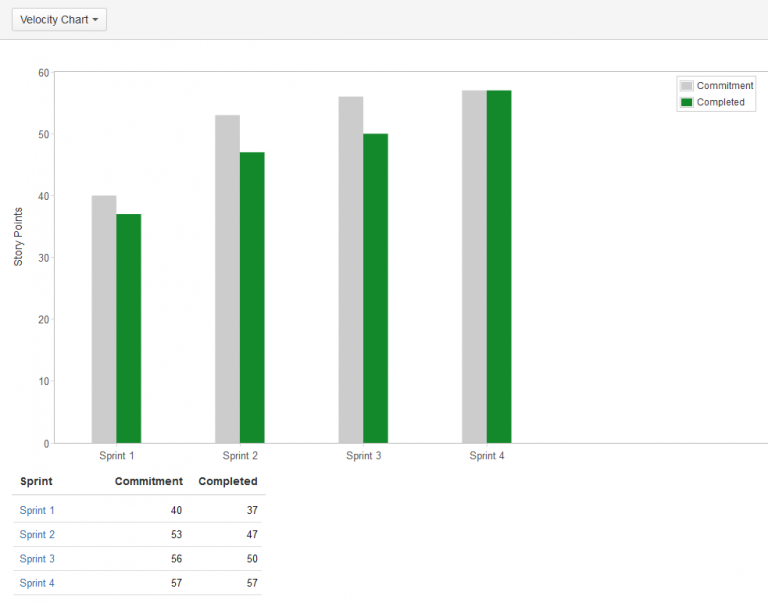 Velocity Chart
60
50
40
30
20
10
0
Story Points
Commitment
Completed
Sprint 1 Sprint 2 Sprint 3 Sprint 4
Sprint Commitment Completed
Sprint 1 40 37
Sprint 2 53 47
Sprint 3 56 50
Sprint 4 57 57